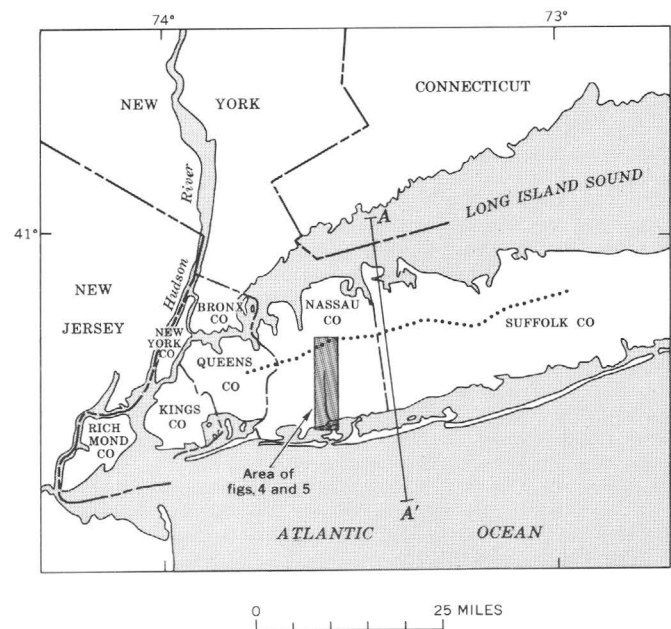 74°
73°
NEW YORK
CONNECTICUT
Hudson River
LONG ISLAND SOUND
A
41°
NEW
JERSEY
BRONX
CO
NASSAU
CO
NEW
YORK
CO
SUFFOLK CO
QUEENS
CO
KINGS
CO
RICH
MOND
CO
Area of
figs. 4 and 5
A'
ATLANTIC OCEAN
0 25 MILES